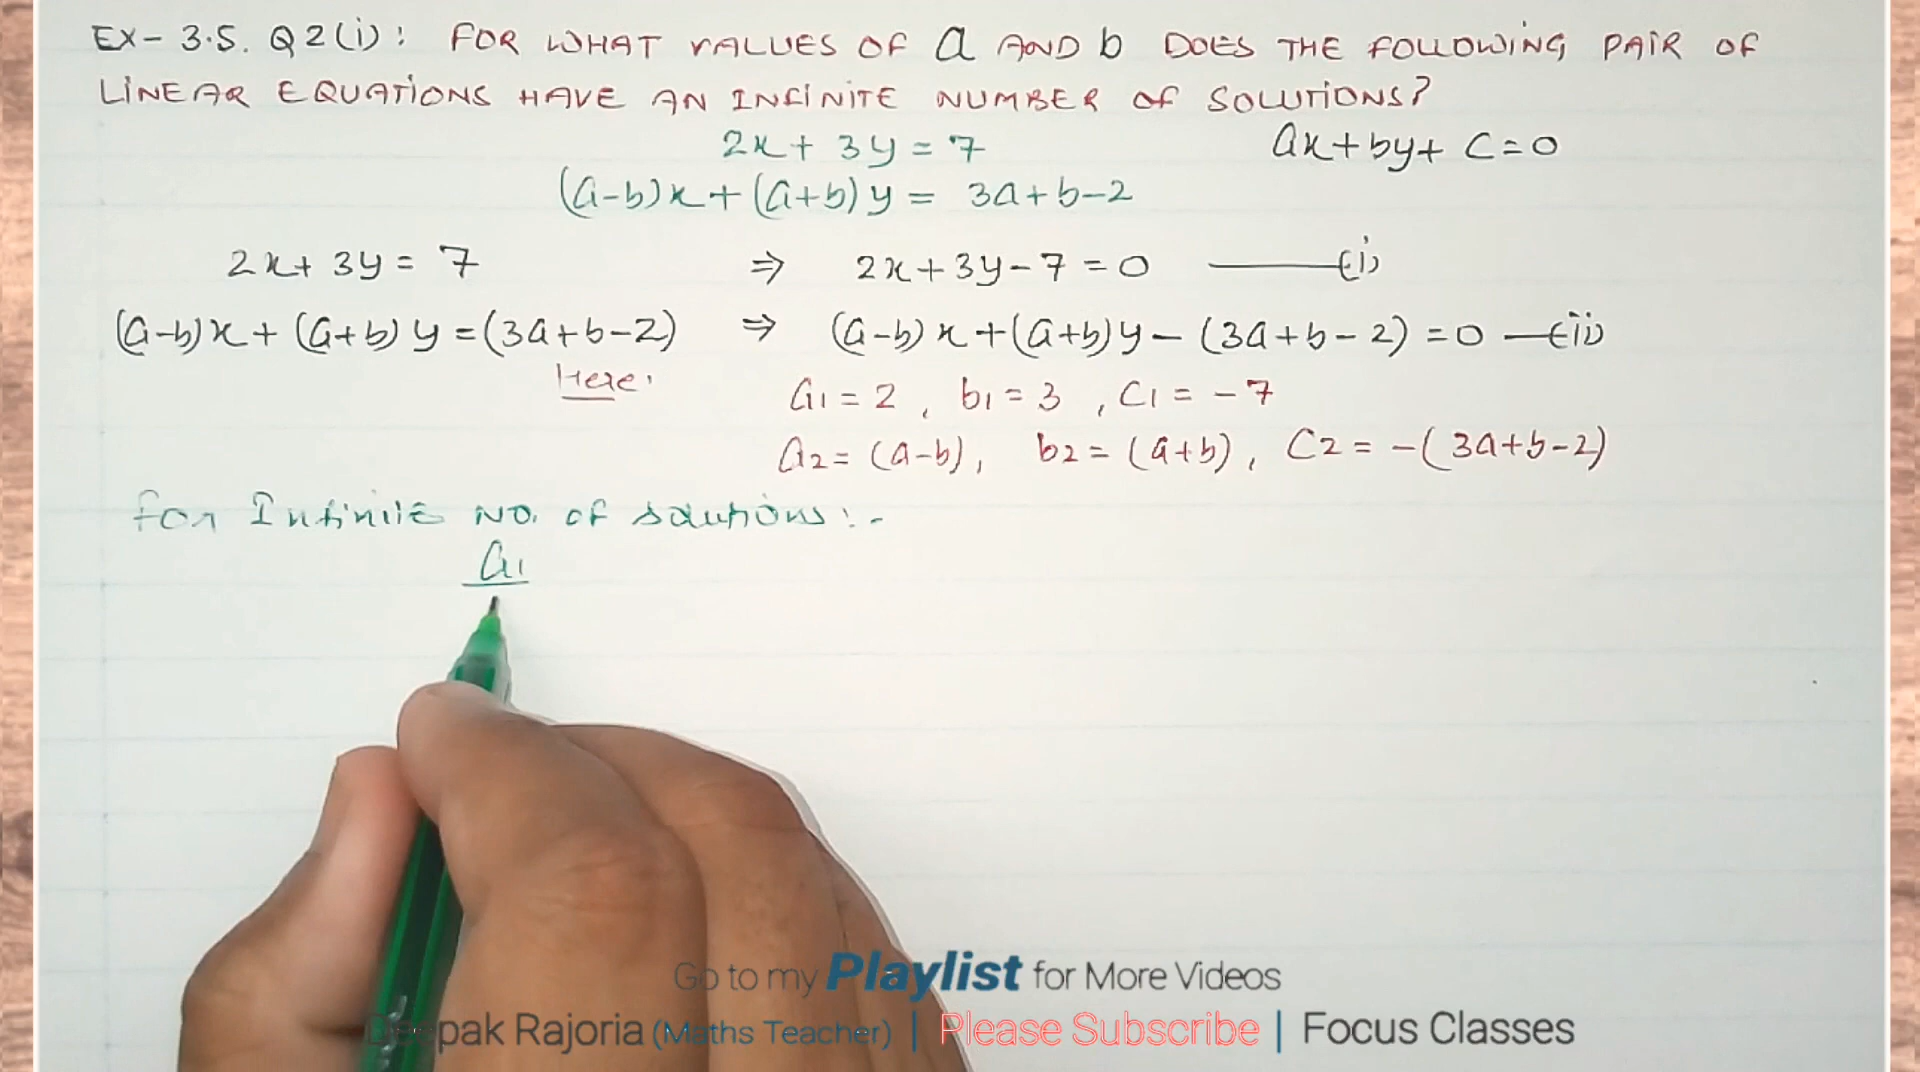 EX- 3.5. Q2(i): FOR WHAT VALUES OF a AND b DOES THE FOLLOWING PAIR OF
LINEAR EQUATIONS HAVE AN INFINITE NUMBER OF SOLUTIONS?
2x + 3y = 7
ax+by+ c=0
(a-b)x+(a+b)y = 3a+b-2
2x+ 3y = 7 ⇒ 2x+3y-7=0 ——(i)
(a-b)x+ (a+b)y =(3a+b-2) ⇒ (a-b)x+(a+b)y-(3a+b-2)=0 —(ii)
Here,
a1 = 2, b1 = 3, c1 = -7
a2= (a-b), b2= (a+b), c2 = -(3a+b-2)
for Infinite NO. of solutions:-
a1
Go to my Playlist for More Videos
Deepak Rajoria (Maths Teacher) | Please Subscribe | Focus Classes